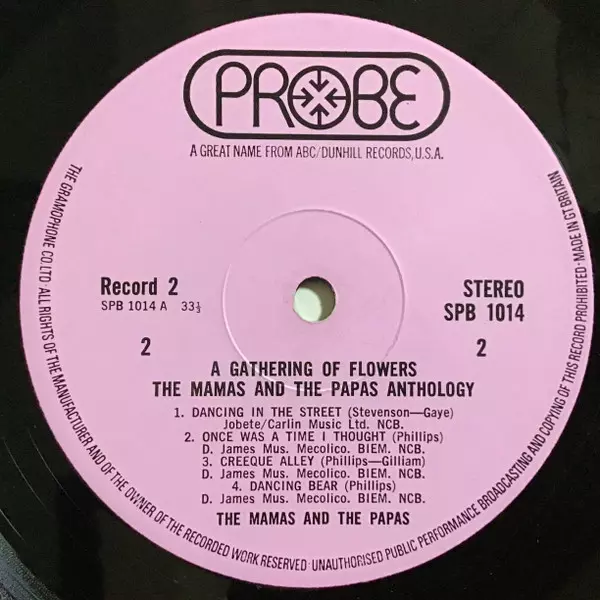 PROBE
A GREAT NAME FROM ABC/DUNHILL RECORDS, U.S.A.
THE GRAMOPHONE CO. LTD ALL RIGHTS OF THE MANUFACTURER AND OF THE OWNER OF THE RECORDED WORK RESERVED · UNAUTHORISED PUBLIC PERFORMANCE BROADCASTING AND COPYING OF THIS RECORD PROHIBITED · MADE IN GT BRITAIN
Record 2
SPB 1014 A 33⅓
STEREO
SPB 1014
2
2
A GATHERING OF FLOWERS
THE MAMAS AND THE PAPAS ANTHOLOGY
1. DANCING IN THE STREET (Stevenson—Gaye)
Jobete/Carlin Music Ltd. NCB.
2. ONCE WAS A TIME I THOUGHT (Phillips)
D. James Mus. Mecolico. BIEM. NCB.
3. CREEQUE ALLEY (Phillips—Gilliam)
D. James Mus. Mecolico. BIEM. NCB.
4. DANCING BEAR (Phillips)
D. James Mus. Mecolico. BIEM. NCB.
THE MAMAS AND THE PAPAS